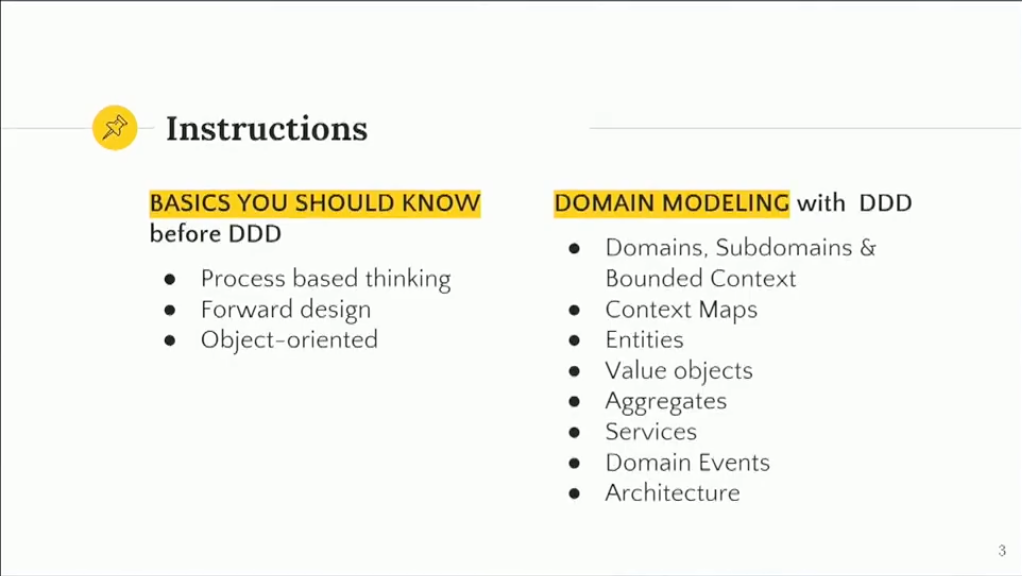 Instructions
BASICS YOU SHOULD KNOW
before DDD
● Process based thinking
● Forward design
● Object-oriented
DOMAIN MODELING with DDD
● Domains, Subdomains &
Bounded Context
● Context Maps
● Entities
● Value objects
● Aggregates
● Services
● Domain Events
● Architecture
3